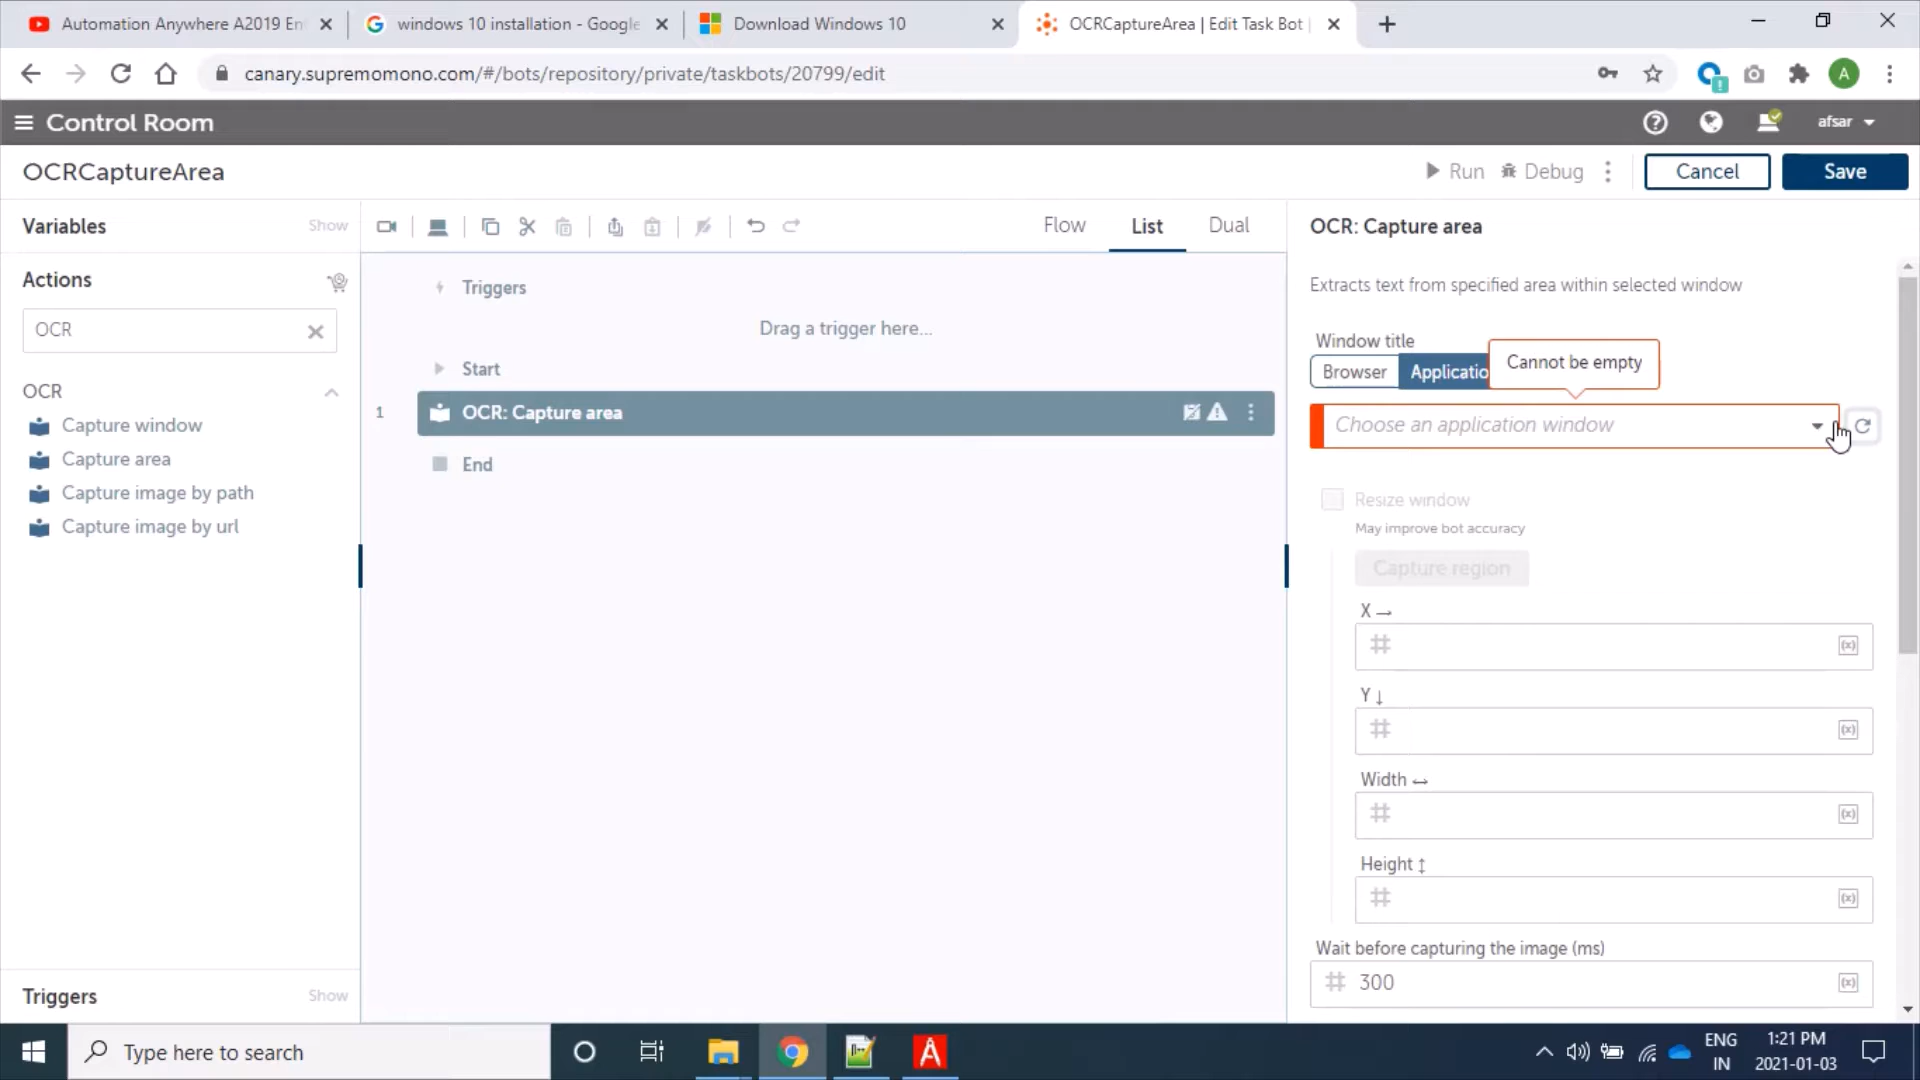 Automation Anywhere A2019 En
windows 10 installation - Google
Download Windows 10
OCRCaptureArea | Edit Task Bot |
canary.supremomono.com/#/bots/repository/private/taskbots/20799/edit
A
Control Room
afsar
OCRCaptureArea
Run
Debug
Cancel
Save
Variables
Show
Flow
List
Dual
OCR: Capture area
Actions
OCR
OCR
Capture window
Capture area
Capture image by path
Capture image by url
Triggers
Show
Triggers
Drag a trigger here...
Start
1
OCR: Capture area
End
Extracts text from specified area within selected window
Window title
Browser
Applicatio
Cannot be empty
Choose an application window
Resize window
May improve bot accuracy
Capture region
X →
# (x)
Y ↓
# (x)
Width ↔
# (x)
Height ↕
# (x)
Wait before capturing the image (ms)
# 300 (x)
Type here to search
ENG
IN
1:21 PM
2021-01-03